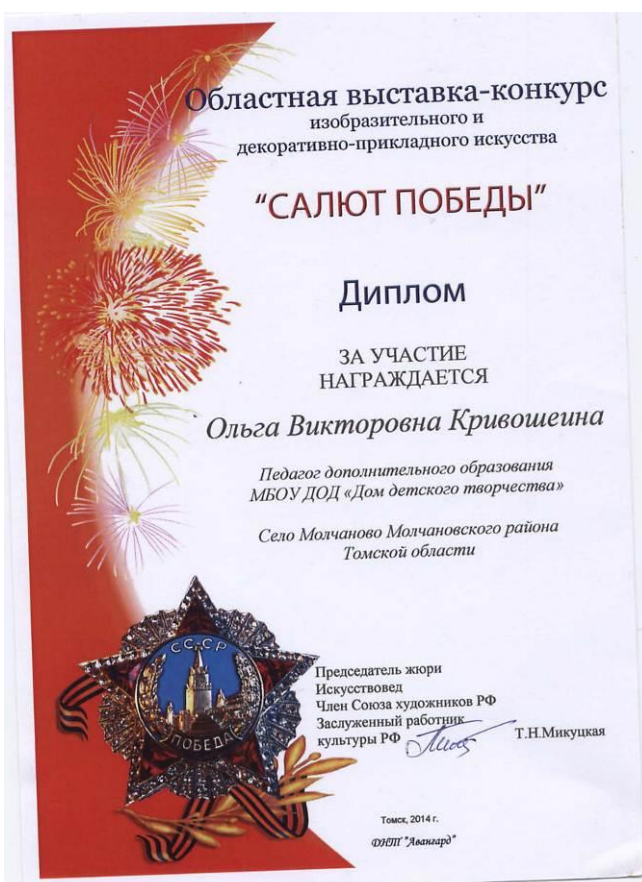 Областная выставка-конкурс
изобразительного и
декоративно-прикладного искусства
"САЛЮТ ПОБЕДЫ"
Диплом
ЗА УЧАСТИЕ
НАГРАЖДАЕТСЯ
Ольга Викторовна Кривошеина
Педагог дополнительного образования
МБОУ ДОД «Дом детского творчества»
Село Молчаново Молчановского района
Томской области
СССР
ПОБЕДА
Председатель жюри
Искусствовед
Член Союза художников РФ
Заслуженный работник
культуры РФ Т.Н.Микуцкая
Томск, 2014 г.
ДНТ "Авангард"